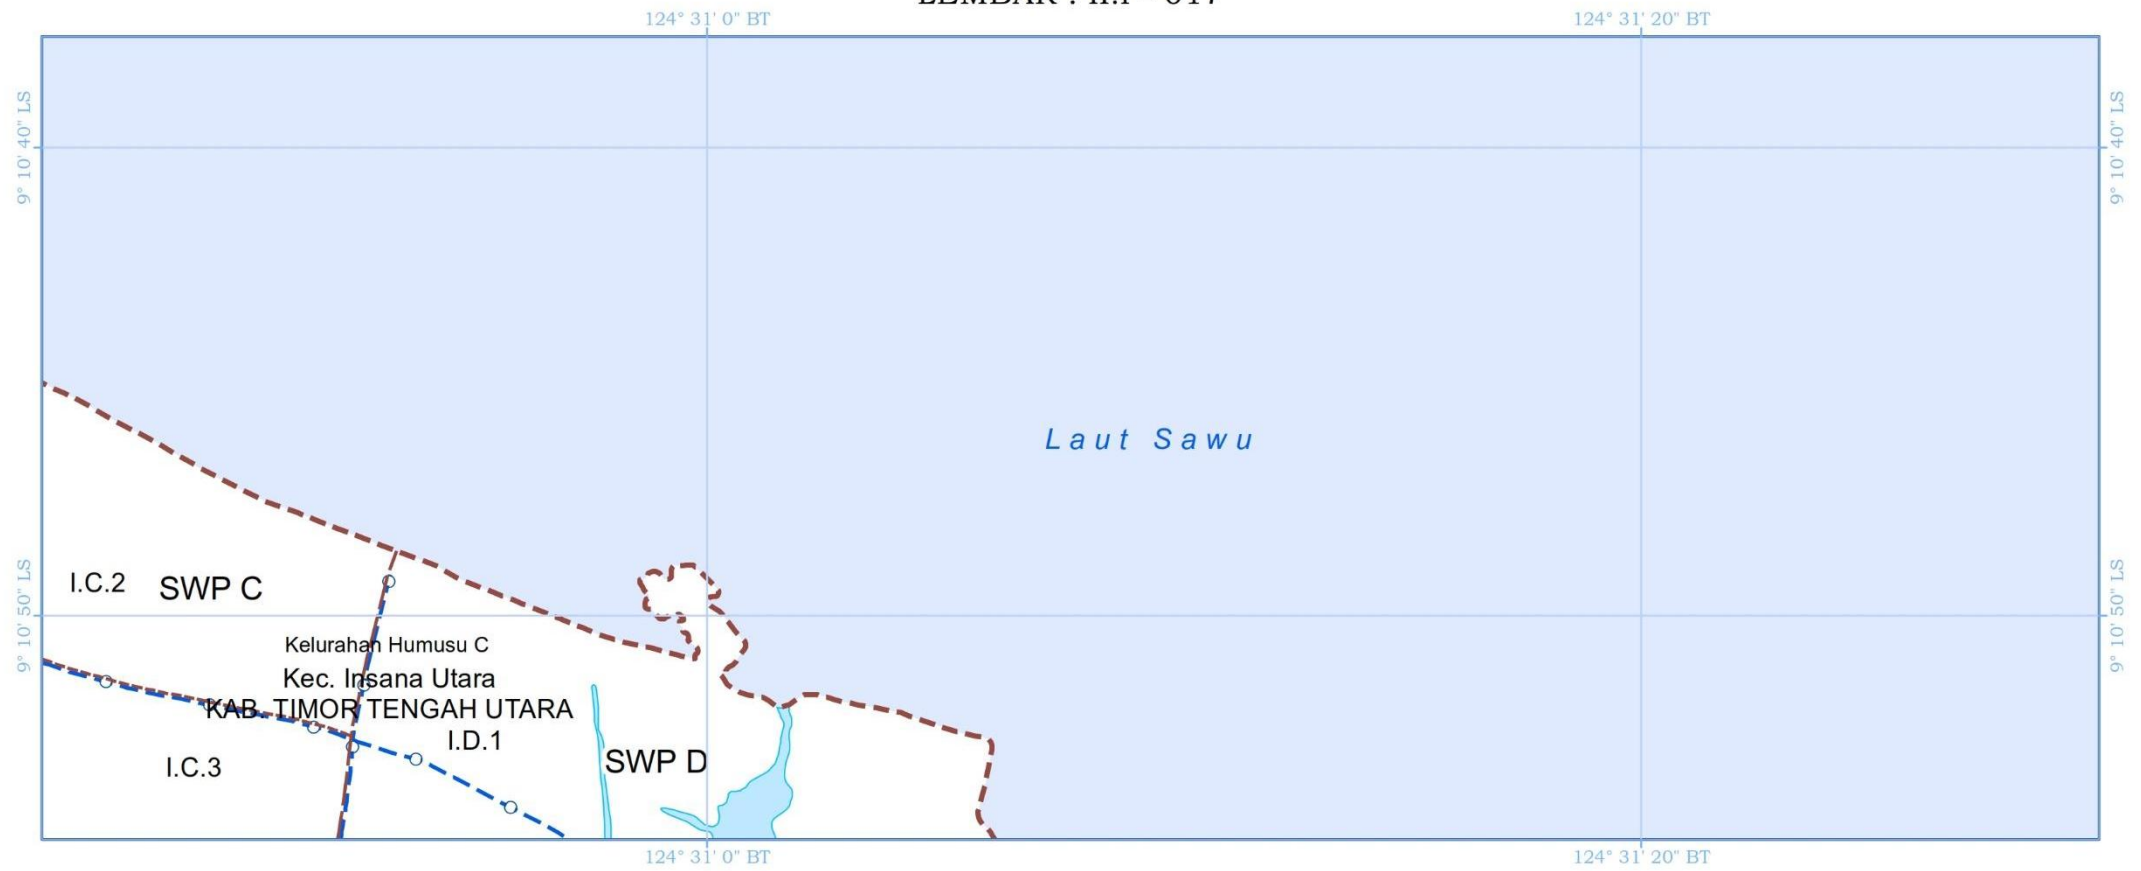 124° 31' 0" BT
124° 31' 20" BT
9° 10' 40" LS
9° 10' 40" LS
Laut Sawu
I.C.2
SWP C
9° 10' 50" LS
9° 10' 50" LS
Kelurahan Humusu C
Kec. Insana Utara
KAB. TIMOR TENGAH UTARA
I.D.1
SWP D
I.C.3
124° 31' 0" BT
124° 31' 20" BT